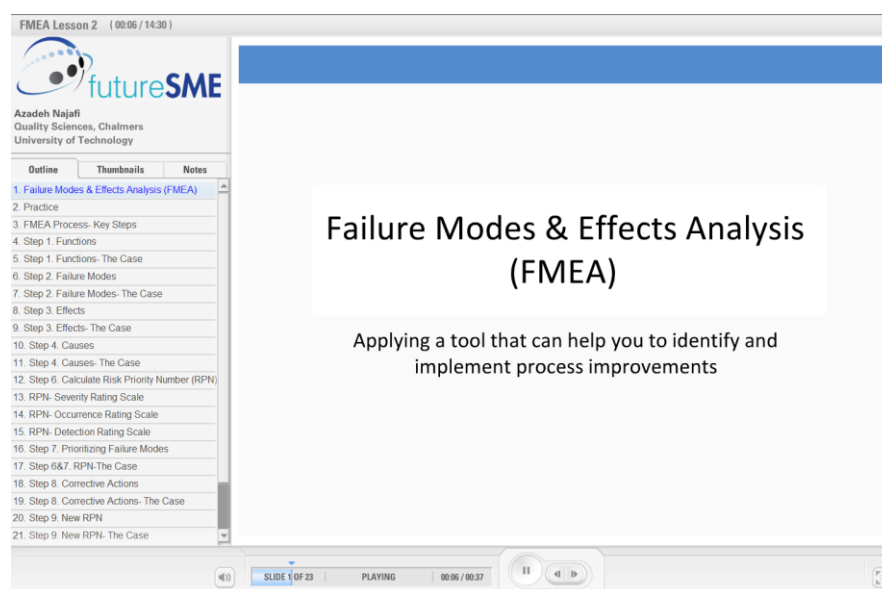 FMEA Lesson 2 ( 00:06 / 14:30 )
futureSME
Azadeh Najafi
Quality Sciences, Chalmers
University of Technology
Outline Thumbnails Notes
1. Failure Modes & Effects Analysis (FMEA)
2. Practice
3. FMEA Process- Key Steps
4. Step 1. Functions
5. Step 1. Functions- The Case
6. Step 2. Failure Modes
7. Step 2. Failure Modes- The Case
8. Step 3. Effects
9. Step 3. Effects- The Case
10. Step 4. Causes
11. Step 4. Causes- The Case
12. Step 6. Calculate Risk Priority Number (RPN)
13. RPN- Severity Rating Scale
14. RPN- Occurrence Rating Scale
15. RPN- Detection Rating Scale
16. Step 7. Prioritizing Failure Modes
17. Step 6&7. RPN-The Case
18. Step 8. Corrective Actions
19. Step 8. Corrective Actions- The Case
20. Step 9. New RPN
21. Step 9. New RPN- The Case
Failure Modes & Effects Analysis
(FMEA)
Applying a tool that can help you to identify and
implement process improvements
SLIDE 1 OF 23 PLAYING 00:06 / 00:37